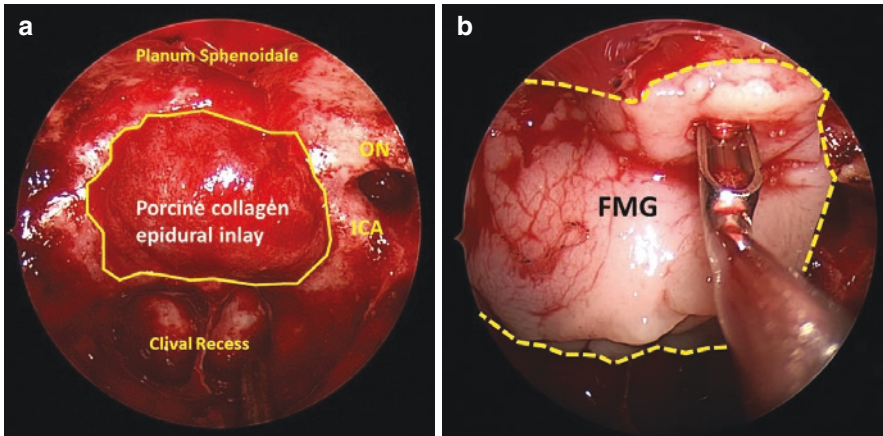 a
Planum Sphenoidale
ON
Porcine collagen
epidural inlay
ICA
Clival Recess
b
FMG